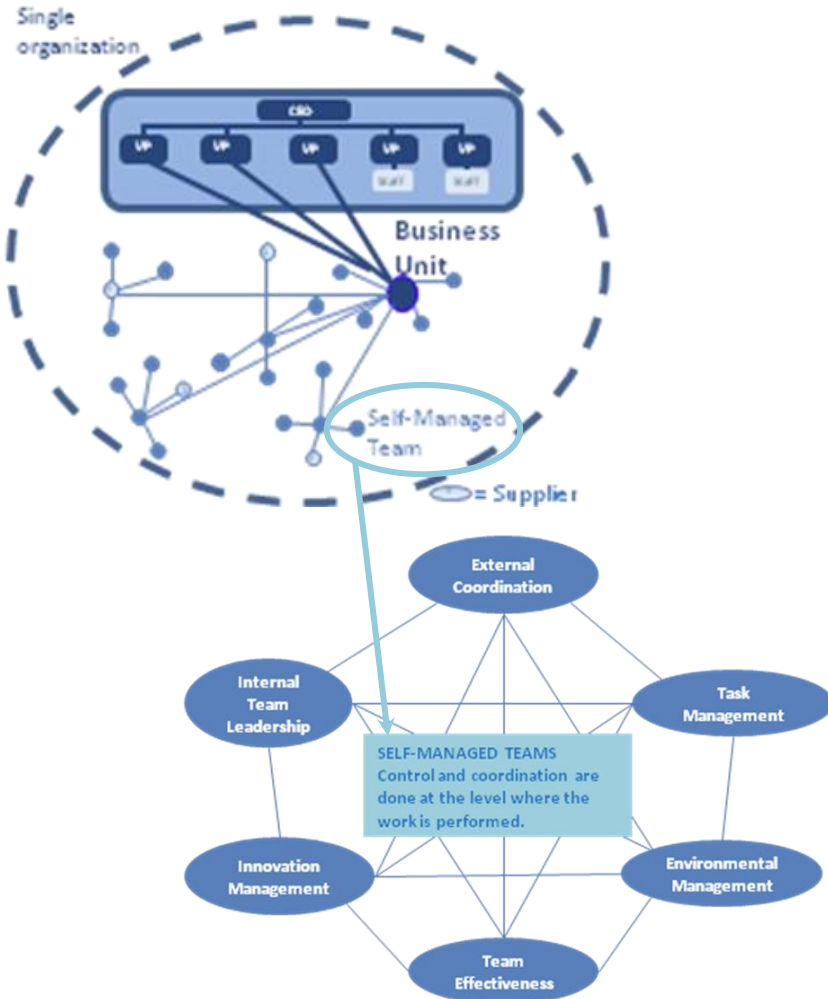 Single
organization
CEO
VP VP VP VP VP
Business
Unit
Self-Managed
Team
= Supplier
External
Coordination
Internal
Team
Leadership
Task
Management
SELF-MANAGED TEAMS
Control and coordination are
done at the level where the
work is performed.
Innovation
Management
Environmental
Management
Team
Effectiveness